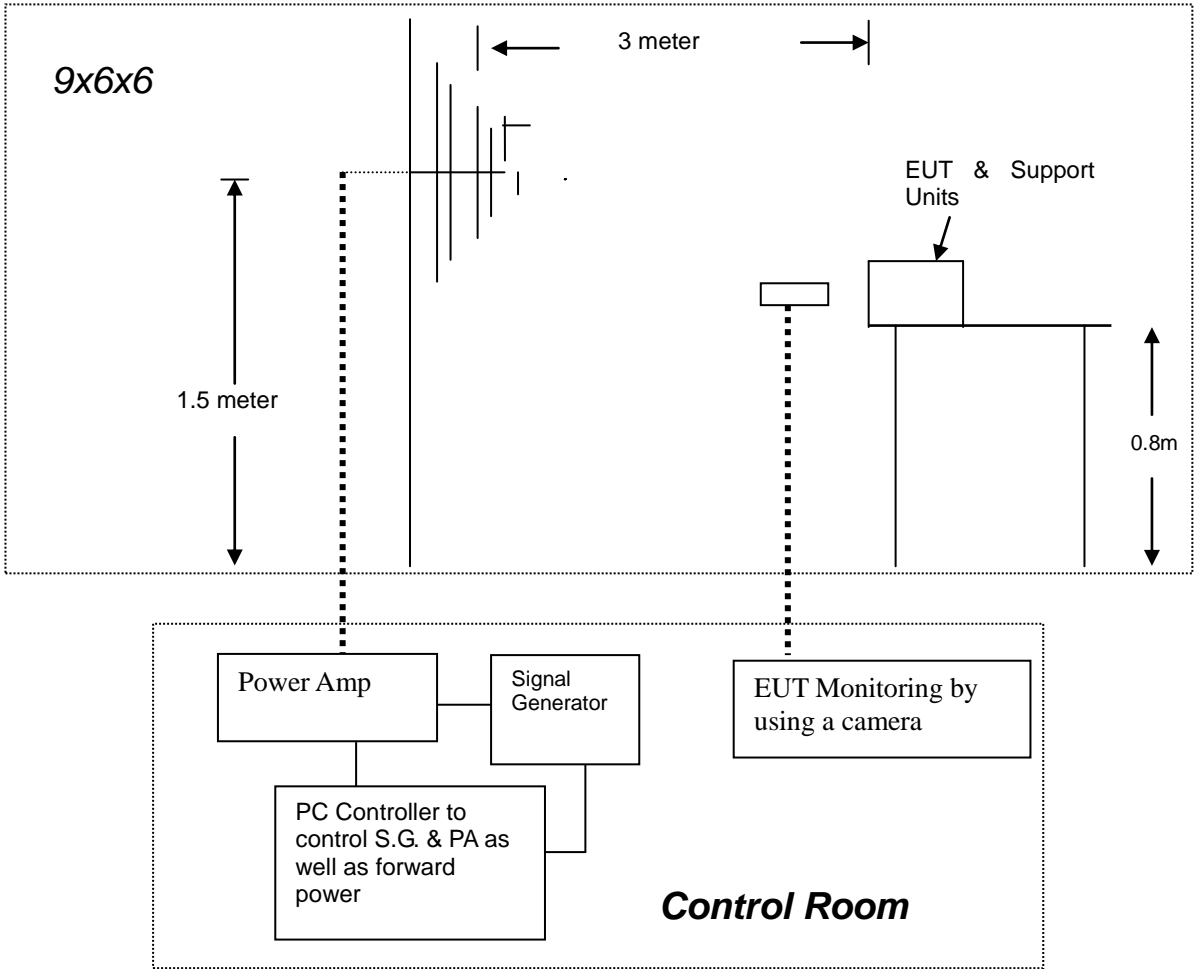 3 meter
9x6x6
EUT & Support
Units
1.5 meter
0.8m
Power Amp
Signal
Generator
EUT Monitoring by
using a camera
PC Controller to
control S.G. & PA as
well as forward
power
Control Room